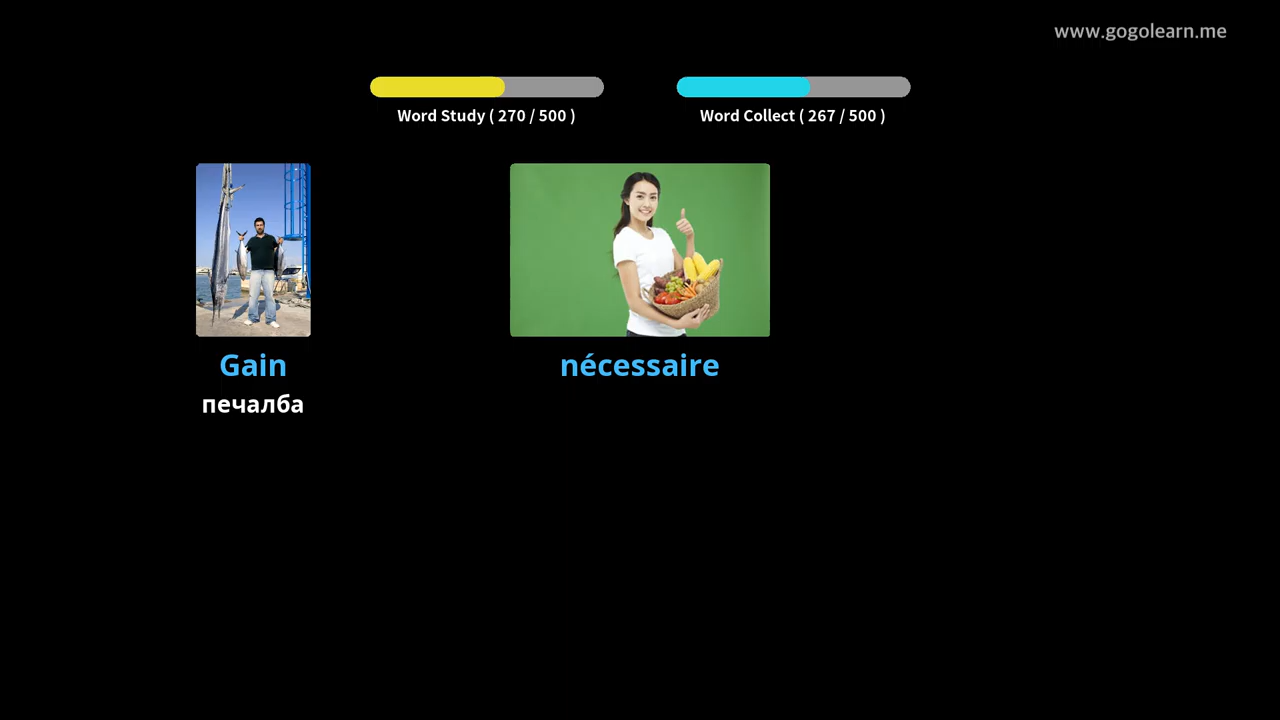 www.gogolearn.me
Word Study ( 270 / 500 )
Word Collect ( 267 / 500 )
Gain
печалба
nécessaire